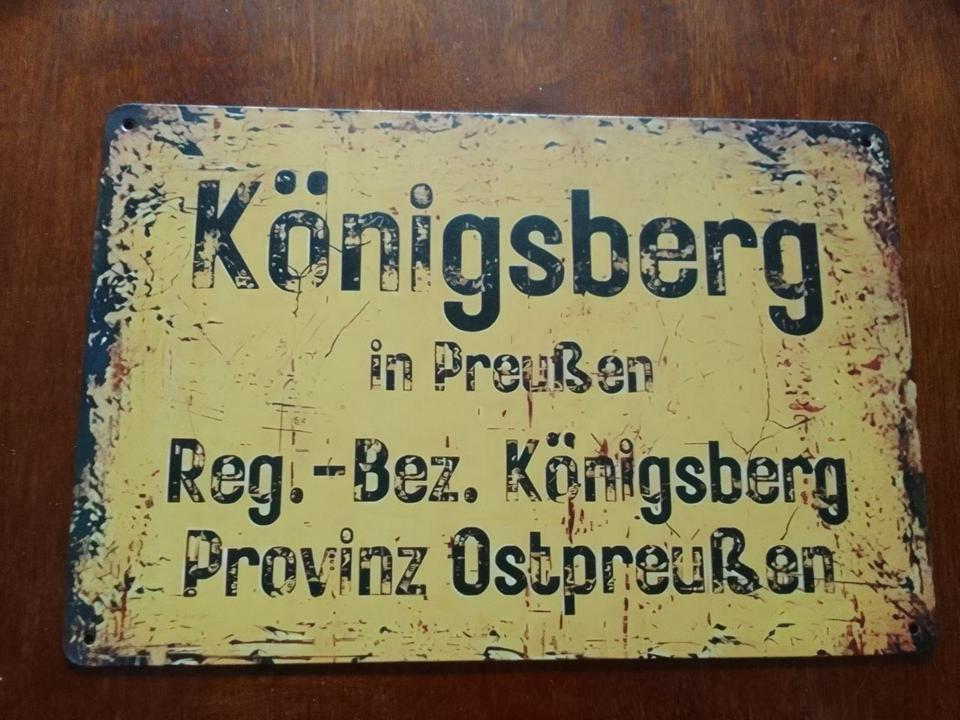 Königsberg
in Preußen
Reg.-Bez. Königsberg
Provinz Ostpreußen